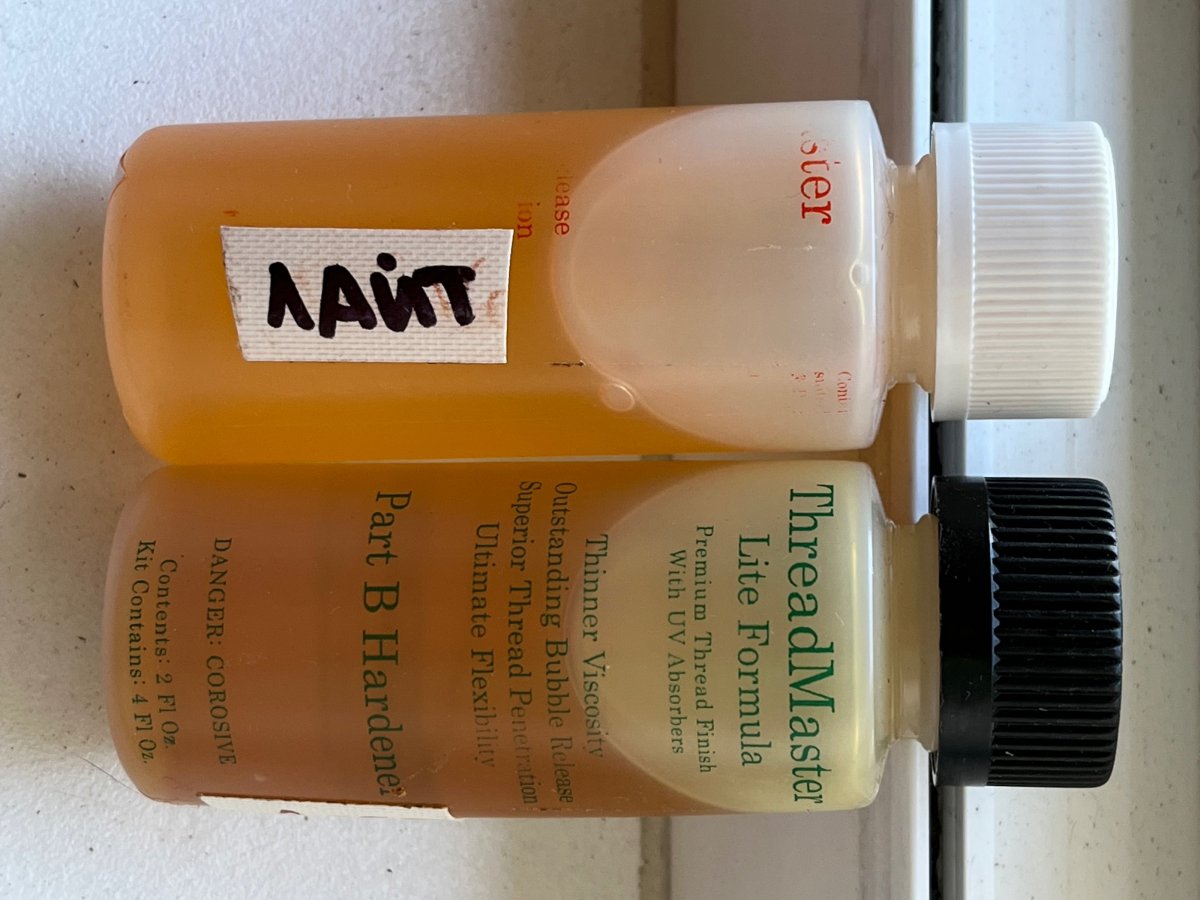 ster
lease
ion
ЛАЙТ
ThreadMaster
Lite Formula
Premium Thread Finish
With UV Absorbers
Thinner Viscosity
Outstanding Bubble Release
Superior Thread Penetration
Ultimate Flexibility
Part B Hardener
DANGER: COROSIVE
Contents: 2 Fl Oz.
Kit Contains: 4 Fl Oz.